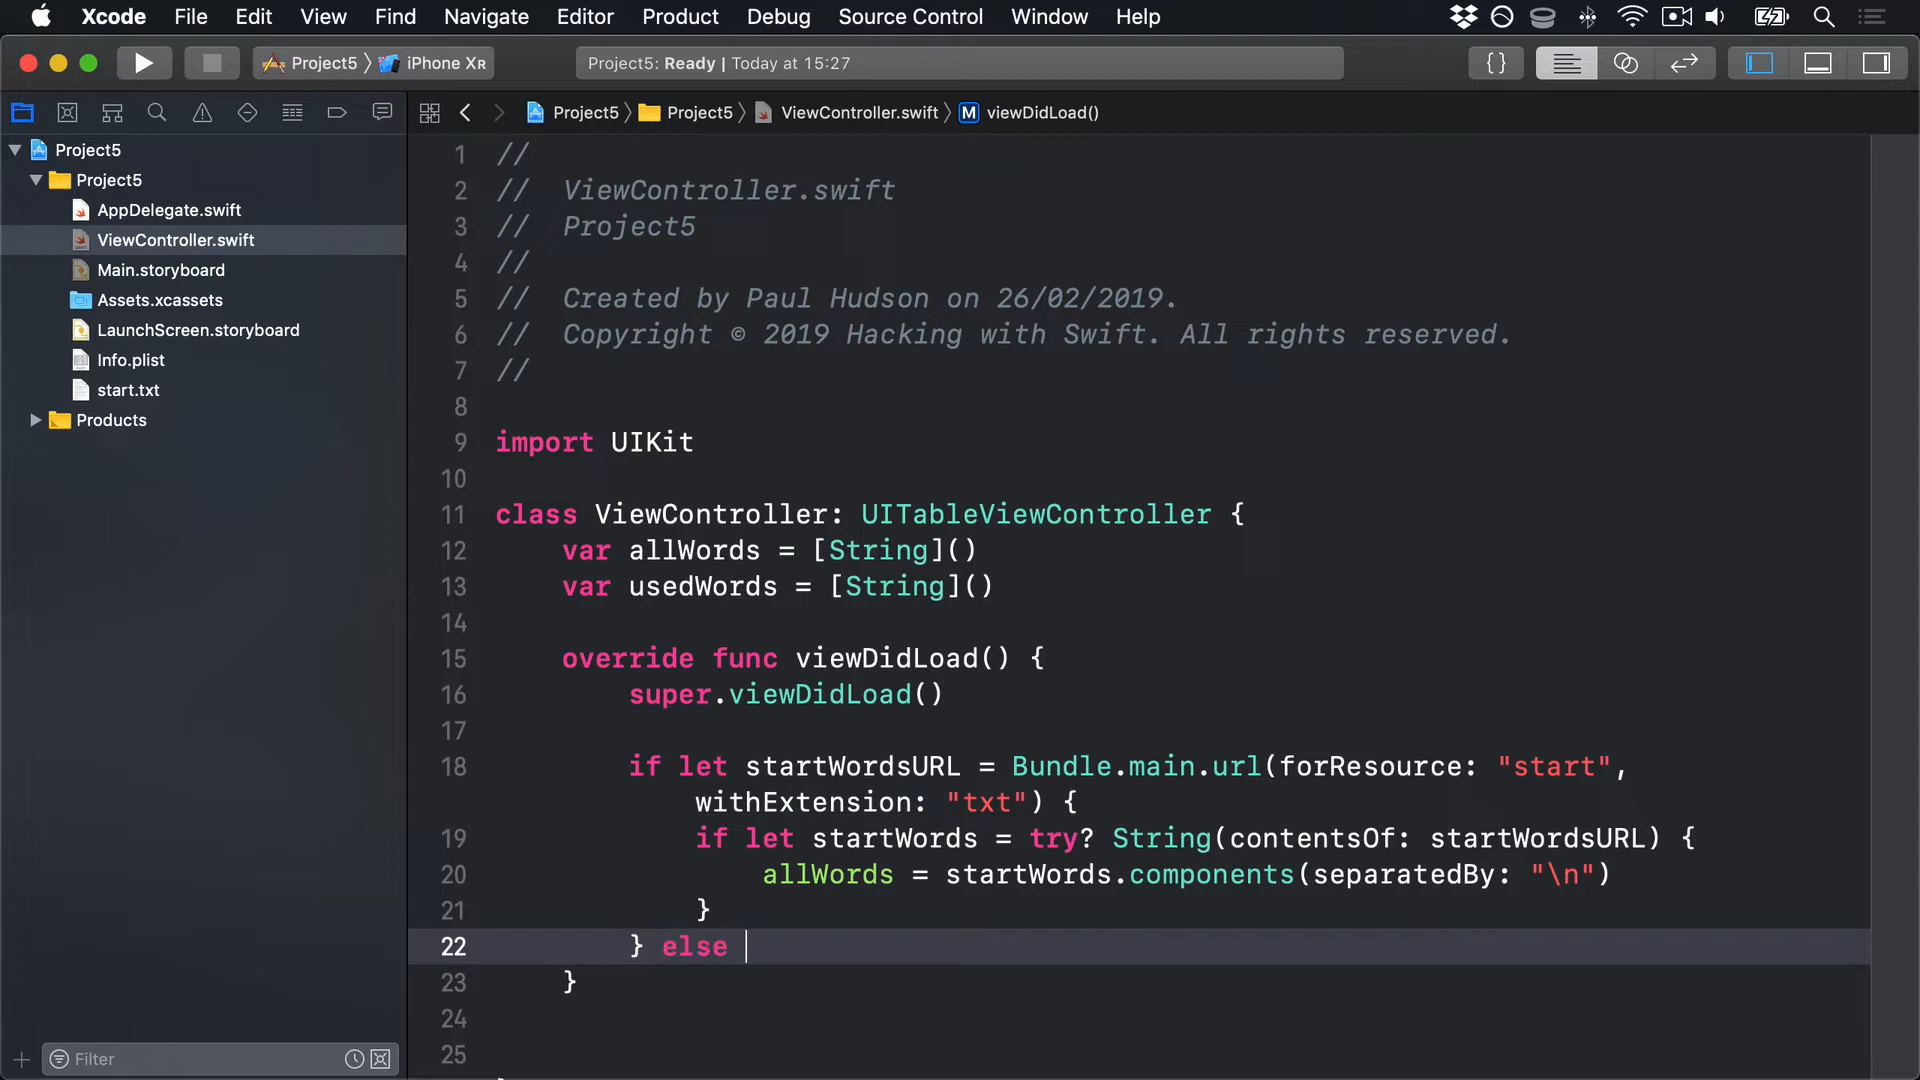 Xcode File Edit View Find Navigate Editor Product Debug Source Control Window Help
Project5 iPhone XR
Project5: Ready | Today at 15:27
{}
Project5 Project5 ViewController.swift M viewDidLoad()
Project5
Project5
AppDelegate.swift
ViewController.swift
Main.storyboard
Assets.xcassets
LaunchScreen.storyboard
Info.plist
start.txt
Products
Filter
1 //
2 // ViewController.swift
3 // Project5
4 //
5 // Created by Paul Hudson on 26/02/2019.
6 // Copyright © 2019 Hacking with Swift. All rights reserved.
7 //
8
9 import UIKit
10
11 class ViewController: UITableViewController {
12 var allWords = [String]()
13 var usedWords = [String]()
14
15 override func viewDidLoad() {
16 super.viewDidLoad()
17
18 if let startWordsURL = Bundle.main.url(forResource: "start",
withExtension: "txt") {
19 if let startWords = try? String(contentsOf: startWordsURL) {
20 allWords = startWords.components(separatedBy: "\n")
21 }
22 } else
23 }
24
25